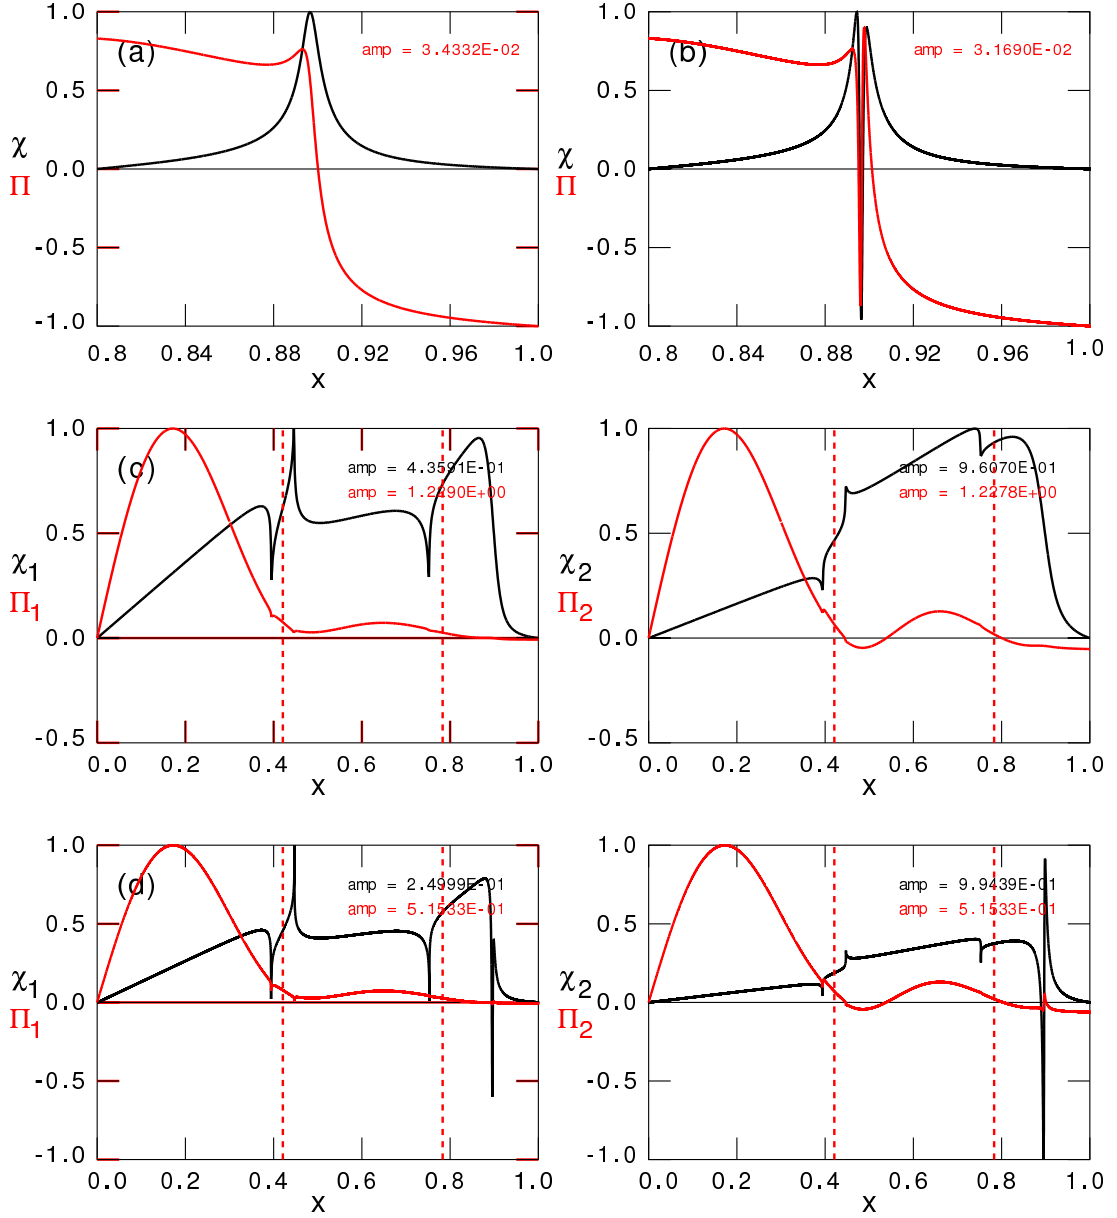 (a)
amp = 3.4332E-02
1.0
0.5
0.0
-0.5
-1.0
χ
Π
0.8 0.84 0.88 0.92 0.96 1.0
x
(b)
amp = 3.1690E-02
1.0
0.5
0.0
-0.5
-1.0
χ
Π
0.8 0.84 0.88 0.92 0.96 1.0
x
(c)
amp = 4.3591E-01
amp = 1.2290E+00
1.0
0.5
0.0
-0.5
χ1
Π1
0.0 0.2 0.4 0.6 0.8 1.0
x
amp = 9.6070E-01
amp = 1.2278E+00
1.0
0.5
0.0
-0.5
χ2
Π2
0.0 0.2 0.4 0.6 0.8 1.0
x
(d)
amp = 2.4999E-01
amp = 5.1533E-01
1.0
0.5
0.0
-0.5
-1.0
χ1
Π1
0.0 0.2 0.4 0.6 0.8 1.0
x
amp = 9.9439E-01
amp = 5.1533E-01
1.0
0.5
0.0
-0.5
-1.0
χ2
Π2
0.0 0.2 0.4 0.6 0.8 1.0
x